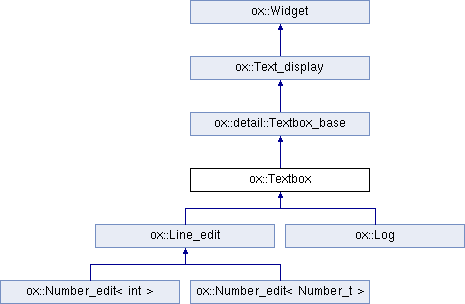 ox::Widget
ox::Text_display
ox::detail::Textbox_base
ox::Textbox
ox::Line_edit
ox::Log
ox::Number_edit< int >
ox::Number_edit< Number_t >